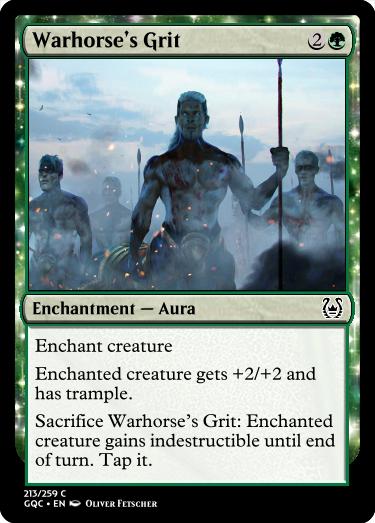 Warhorse's Grit 2
Enchantment — Aura
Enchant creature
Enchanted creature gets +2/+2 and
has trample.
Sacrifice Warhorse's Grit: Enchanted
creature gains indestructible until end
of turn. Tap it.
213/259 C
GQC • EN Oliver Fetscher